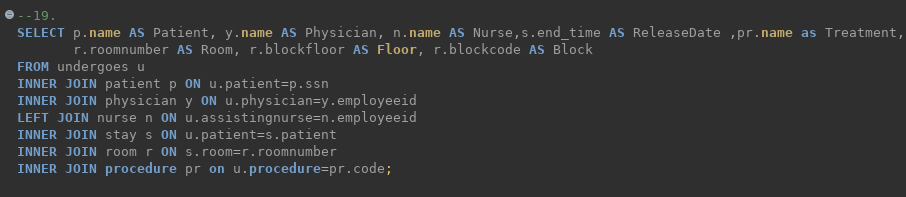 --19.
SELECT p.name AS Patient, y.name AS Physician, n.name AS Nurse,s.end_time AS ReleaseDate ,pr.name as Treatment,
r.roomnumber AS Room, r.blockfloor AS Floor, r.blockcode AS Block
FROM undergoes u
INNER JOIN patient p ON u.patient=p.ssn
INNER JOIN physician y ON u.physician=y.employeeid
LEFT JOIN nurse n ON u.assistingnurse=n.employeeid
INNER JOIN stay s ON u.patient=s.patient
INNER JOIN room r ON s.room=r.roomnumber
INNER JOIN procedure pr on u.procedure=pr.code;